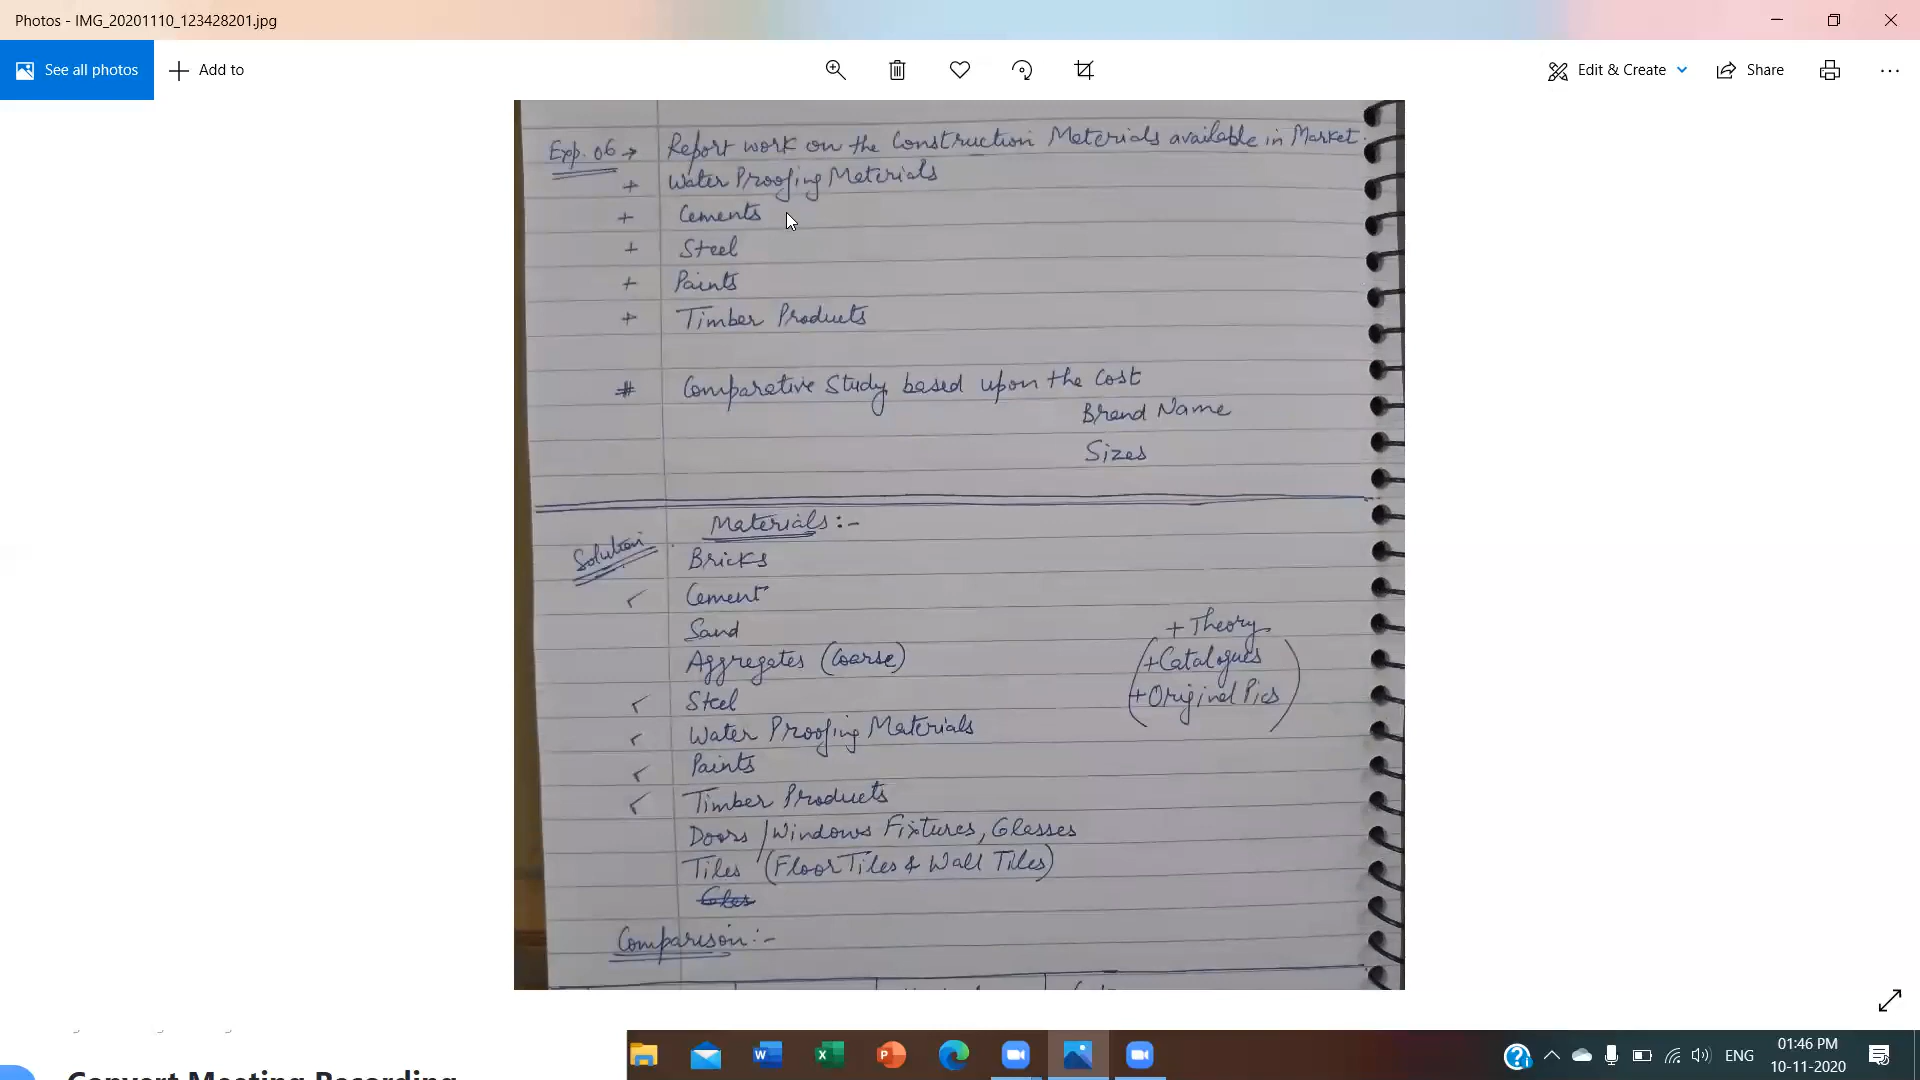 Photos - IMG_20201110_123428201.jpg
See all photos
Add to
Edit & Create
Share
Exp. 06 → Report work on the Construction Materials available in Market.
+ Water Proofing Materials
+ Cements
+ Steel
+ Paints
+ Timber Products
# Comparative Study based upon the Cost
Brand Name
Sizes
Materials :-
Solution
Bricks
✓ Cement
Sand
+ Theory
Aggregates (Coarse)
+ Catalogues
✓ Steel
+ Original Pics
✓ Water Proofing Materials
✓ Paints
✓ Timber Products
Doors / Windows Fixtures, Glasses
Tiles (Floor Tiles & Wall Tiles)
Comparison :-
ENG
01:46 PM
10-11-2020
Convert Meeting Recording